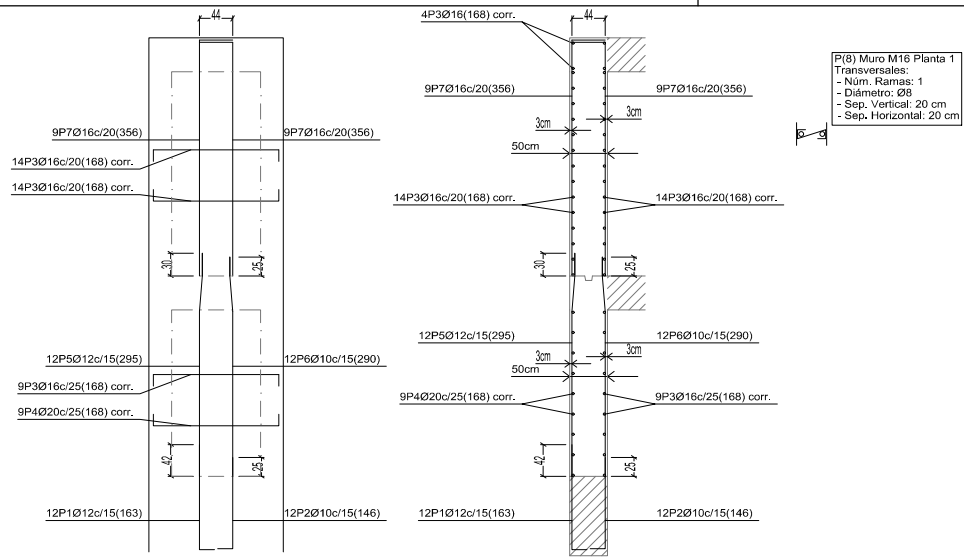 44
9P7Ø16c/20(356)
9P7Ø16c/20(356)
14P3Ø16c/20(168) corr.
14P3Ø16c/20(168) corr.
30
25
12P5Ø12c/15(295)
12P6Ø10c/15(290)
9P3Ø16c/25(168) corr.
9P4Ø20c/25(168) corr.
42
25
12P1Ø12c/15(163)
12P2Ø10c/15(146)
4P3Ø16(168) corr.
44
9P7Ø16c/20(356)
9P7Ø16c/20(356)
3cm
3cm
50cm
14P3Ø16c/20(168) corr.
14P3Ø16c/20(168) corr.
30
25
12P5Ø12c/15(295)
12P6Ø10c/15(290)
3cm
3cm
50cm
9P4Ø20c/25(168) corr.
9P3Ø16c/25(168) corr.
42
25
12P1Ø12c/15(163)
12P2Ø10c/15(146)
P(8) Muro M16 Planta 1
Transversales:
- Núm. Ramas: 1
- Diámetro: Ø8
- Sep. Vertical: 20 cm
- Sep. Horizontal: 20 cm